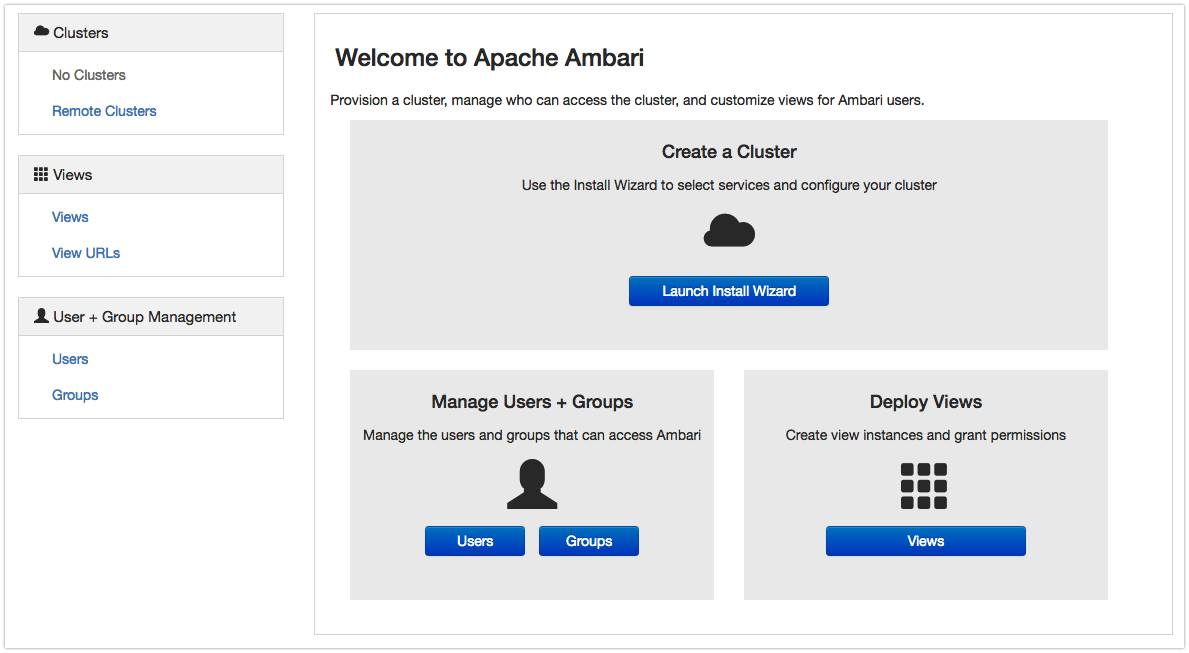 Clusters
No Clusters
Remote Clusters
Views
Views
View URLs
User + Group Management
Users
Groups
Welcome to Apache Ambari
Provision a cluster, manage who can access the cluster, and customize views for Ambari users.
Create a Cluster
Use the Install Wizard to select services and configure your cluster
Launch Install Wizard
Manage Users + Groups
Manage the users and groups that can access Ambari
Users Groups
Deploy Views
Create view instances and grant permissions
Views